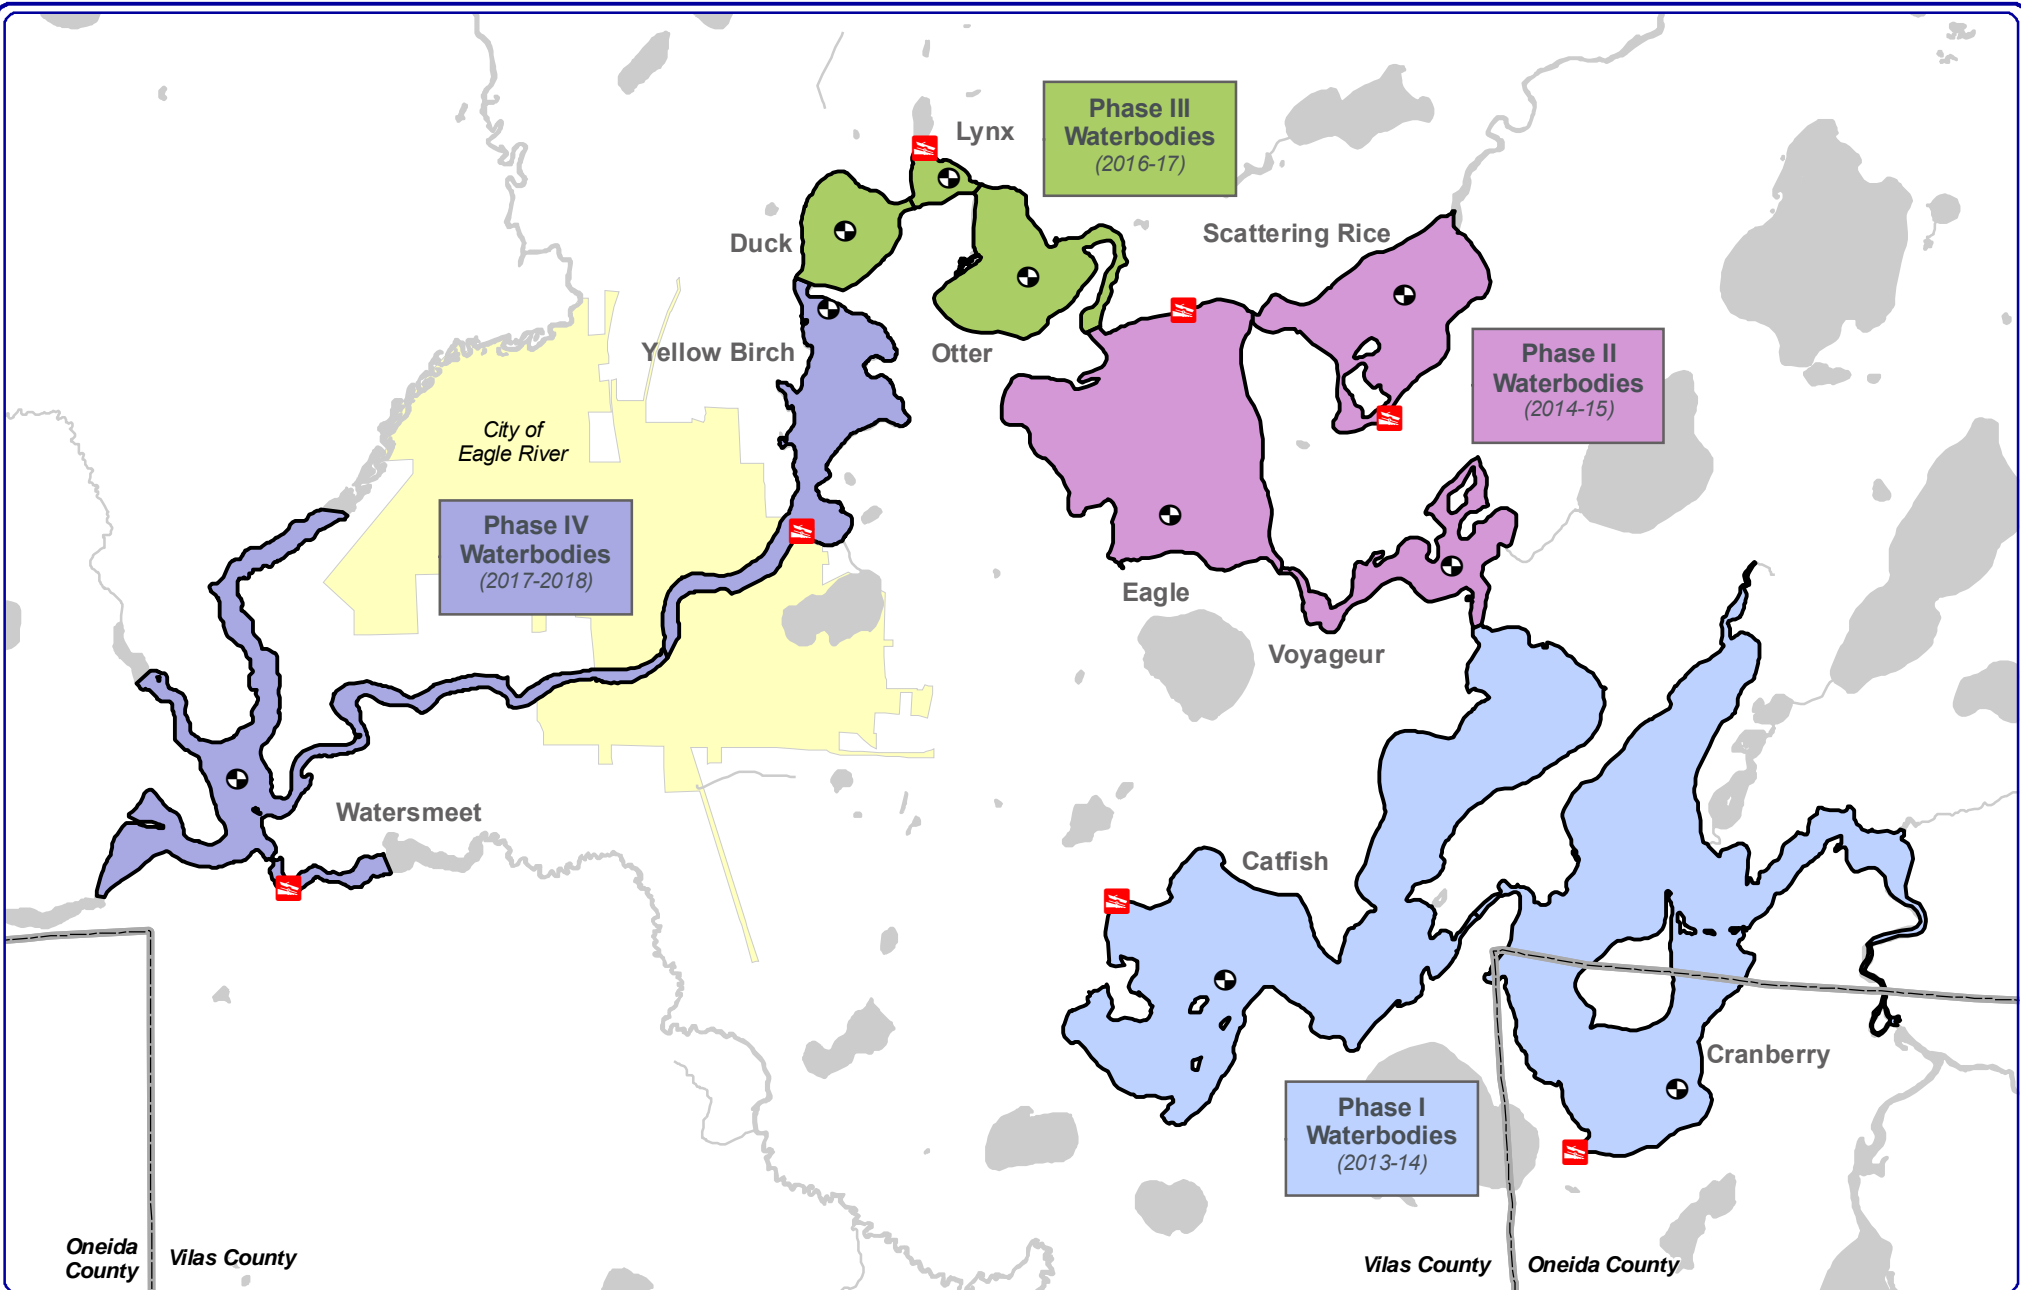 Phase III
Waterbodies
(2016-17)
Lynx
Scattering Rice
Duck
Yellow Birch
Otter
Phase II
Waterbodies
(2014-15)
City of
Eagle River
Phase IV
Waterbodies
(2017-2018)
Eagle
Voyageur
Watersmeet
Catfish
Cranberry
Phase I
Waterbodies
(2013-14)
Oneida
County
Vilas County
Vilas County
Oneida County